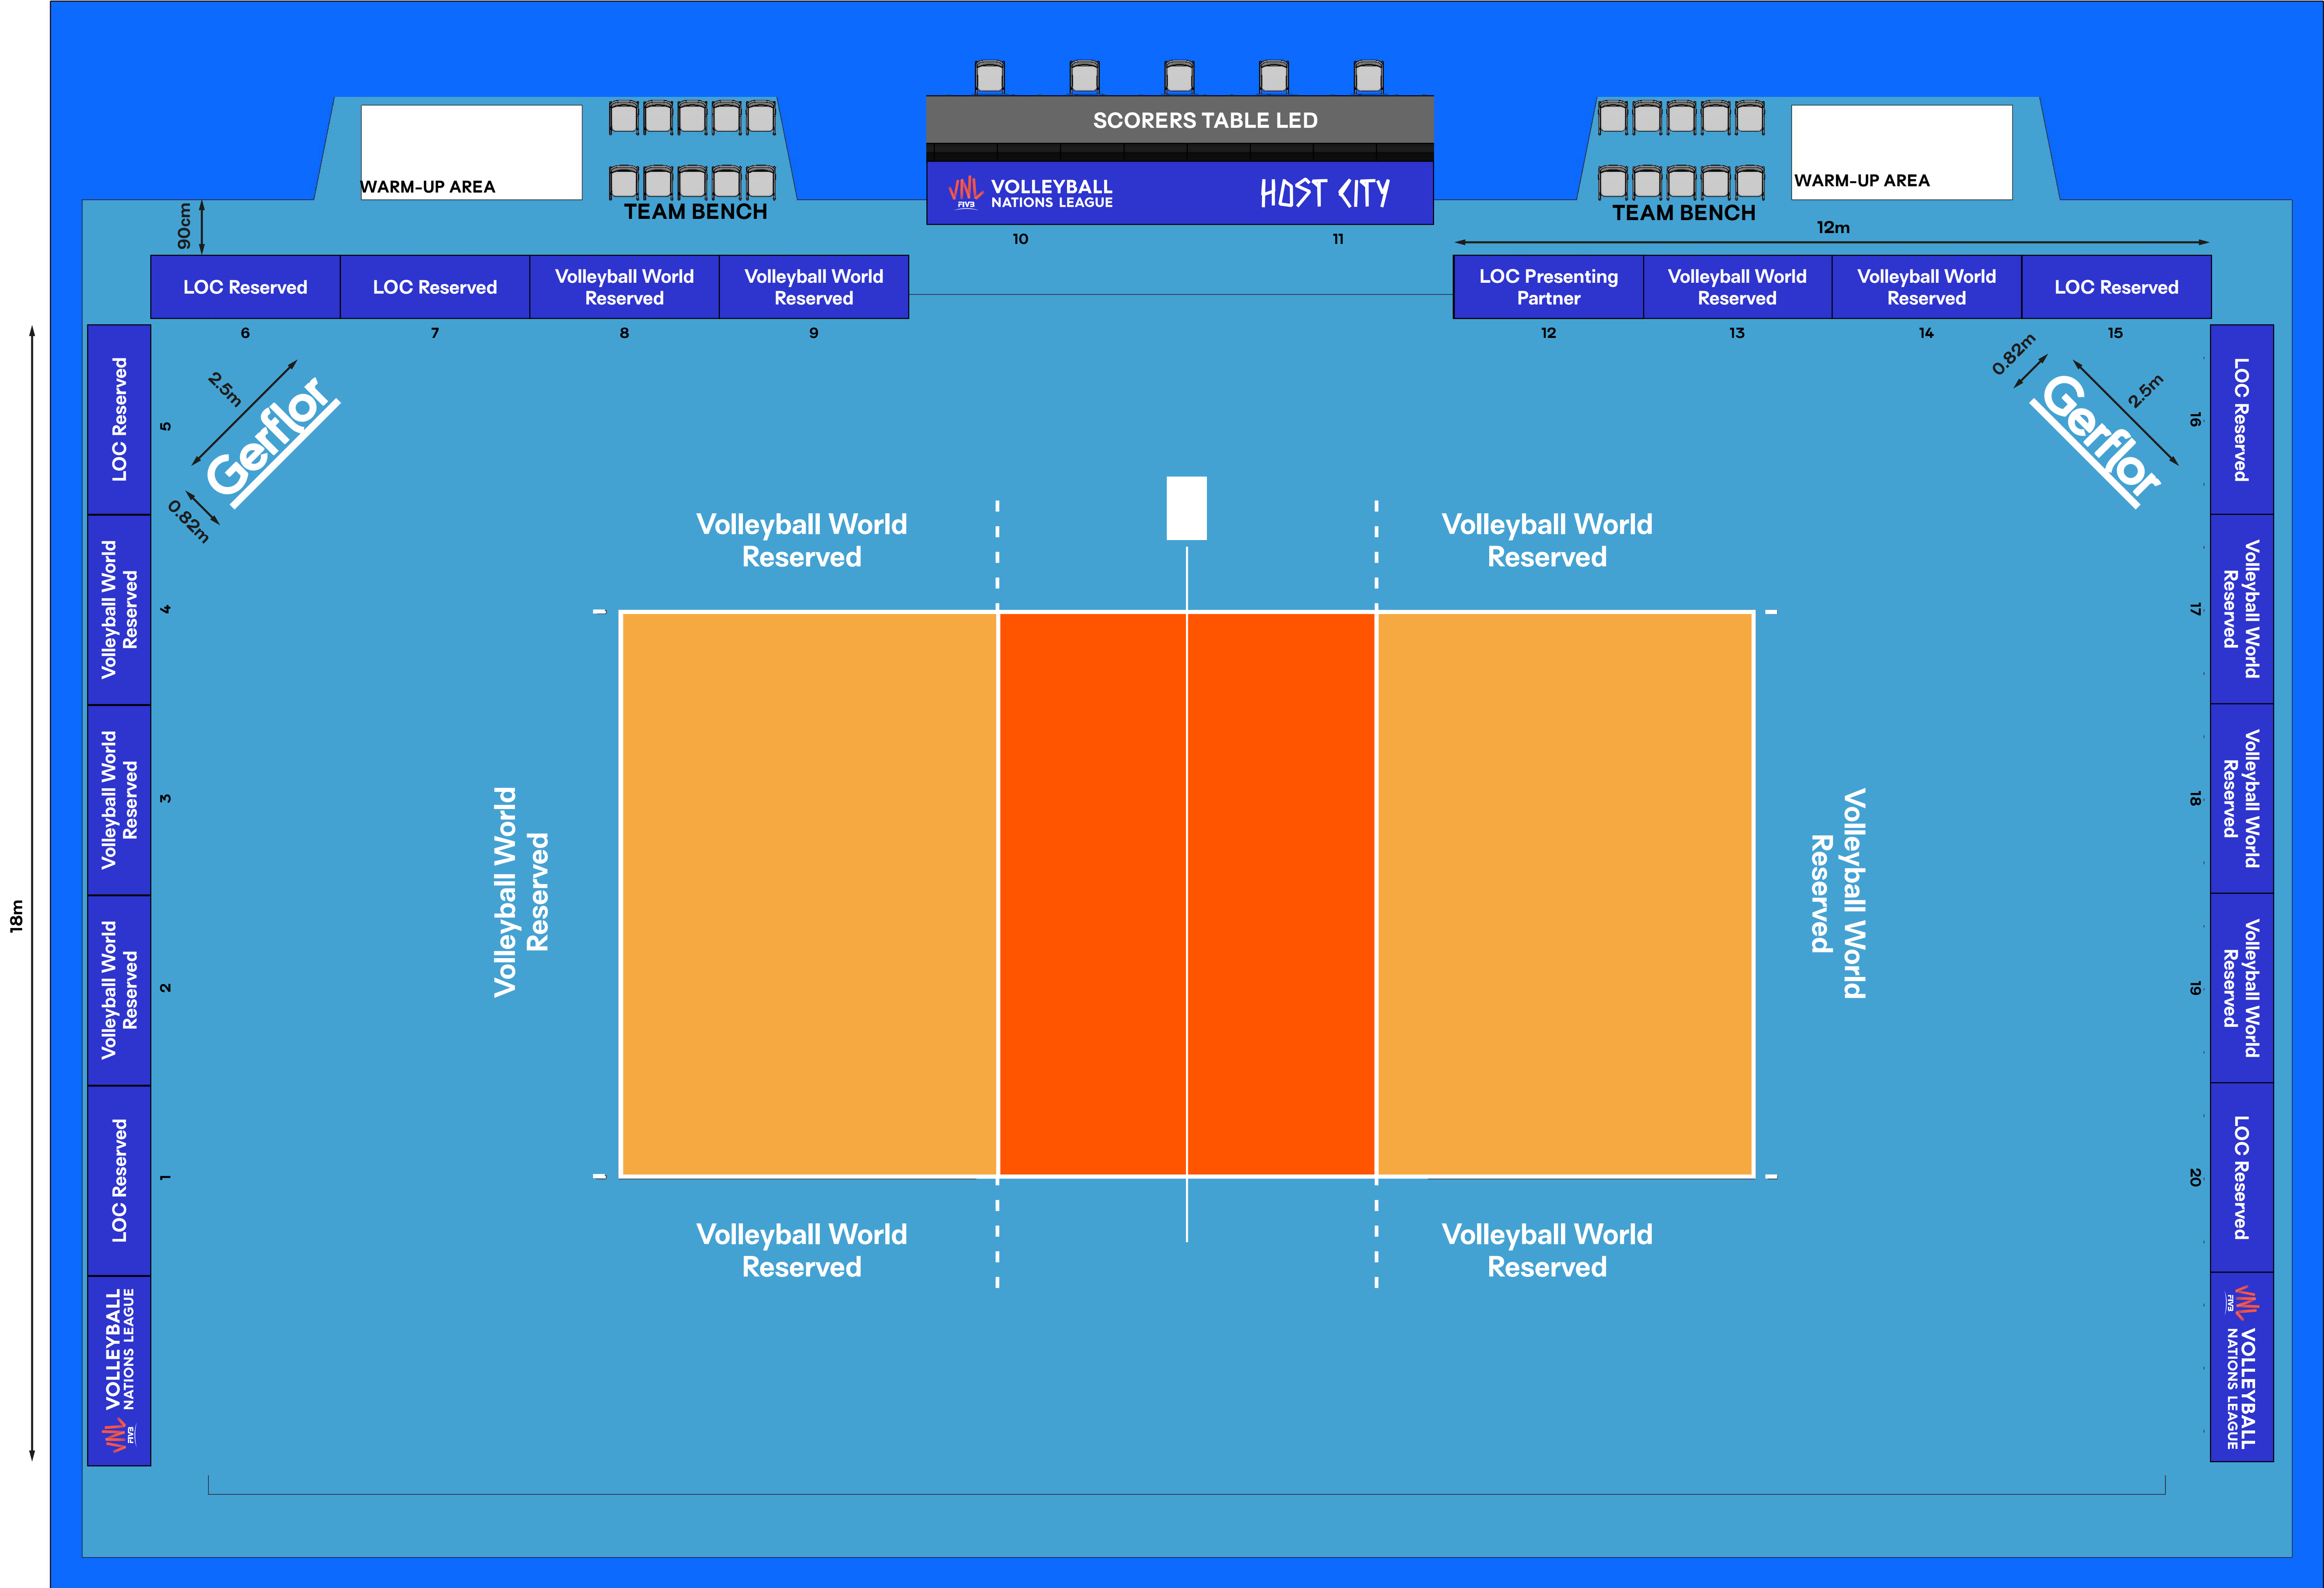 SCORERS TABLE LED
VNL
FIVB
VOLLEYBALL
NATIONS LEAGUE
HOST CITY
10
11
WARM-UP AREA
TEAM BENCH
WARM-UP AREA
TEAM BENCH
90cm
12m
LOC Reserved
LOC Reserved
Volleyball World
Reserved
Volleyball World
Reserved
6
7
8
9
LOC Presenting
Partner
Volleyball World
Reserved
Volleyball World
Reserved
LOC Reserved
12
13
14
15
18m
LOC Reserved
5
Volleyball World
Reserved
4
Volleyball World
Reserved
3
Volleyball World
Reserved
2
LOC Reserved
1
VNL
FIVB
VOLLEYBALL
NATIONS LEAGUE
2.5m
Gerflor
0.82m
0.82m
2.5m
Gerflor
Volleyball World
Reserved
Volleyball World
Reserved
Volleyball World
Reserved
Volleyball World
Reserved
Volleyball World
Reserved
Volleyball World
Reserved
LOC Reserved
16
Volleyball World
Reserved
17
Volleyball World
Reserved
18
Volleyball World
Reserved
19
LOC Reserved
20
VNL
FIVB
VOLLEYBALL
NATIONS LEAGUE